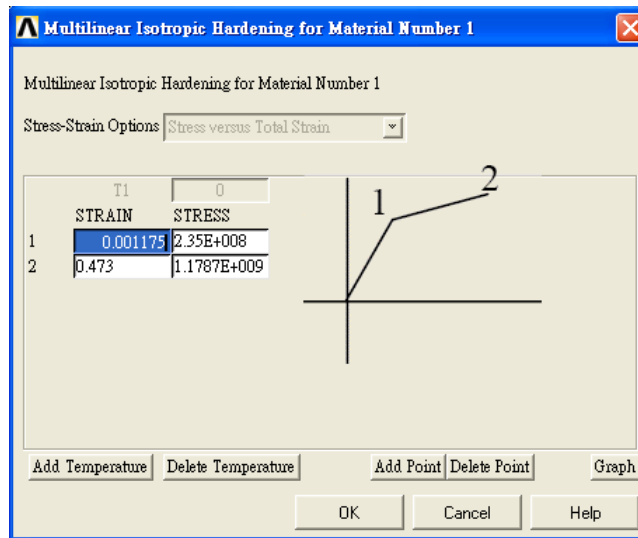 Multilinear Isotropic Hardening for Material Number 1
Multilinear Isotropic Hardening for Material Number 1
Stress-Strain Options Stress versus Total Strain
T1 0
STRAIN STRESS
1 0.001175 2.35E+008
2 0.473 1.1787E+009
1
2
Add Temperature Delete Temperature Add Point Delete Point Graph
OK Cancel Help